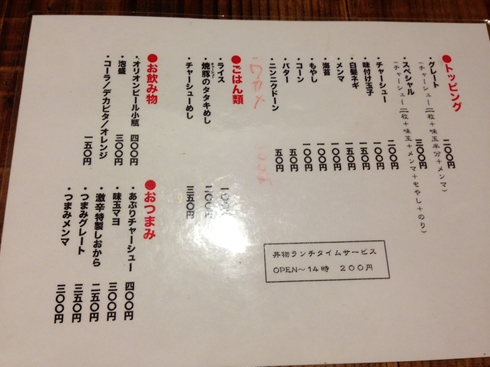 ●トッピング
・グレート 二〇〇円
(チャーシュー二粒+味玉半分+メンマ)
・スペシャル 三〇〇円
(チャーシュー二粒+味玉+メンマ+もやし+のり)
・チャーシュー 一五〇円
・味付け玉子 一〇〇円
・白髪ネギ 一五〇円
・メンマ 一〇〇円
・海苔 一〇〇円
・もやし 一〇〇円
・コーン 一〇〇円
・バター 五〇円
・ニンニクドーン 五〇円
ワカメ
●ごはん類
・ライス
・焼豚のタタキめし 二〇〇円
・チャーシューめし 三五〇円
●お飲み物
・オリオンビール小瓶 四〇〇円
・泡盛 三〇〇円
・コーラ/デカビタ/オレンジ 一五〇円
●おつまみ
・あぶりチャーシュー 四〇〇円
・味玉マヨ 三〇〇円
・激辛特製しおから 二五〇円
・つまみグレート 三五〇円
・つまみメンマ 三〇〇円
丼物ランチタイムサービス
OPEN〜14時 200円